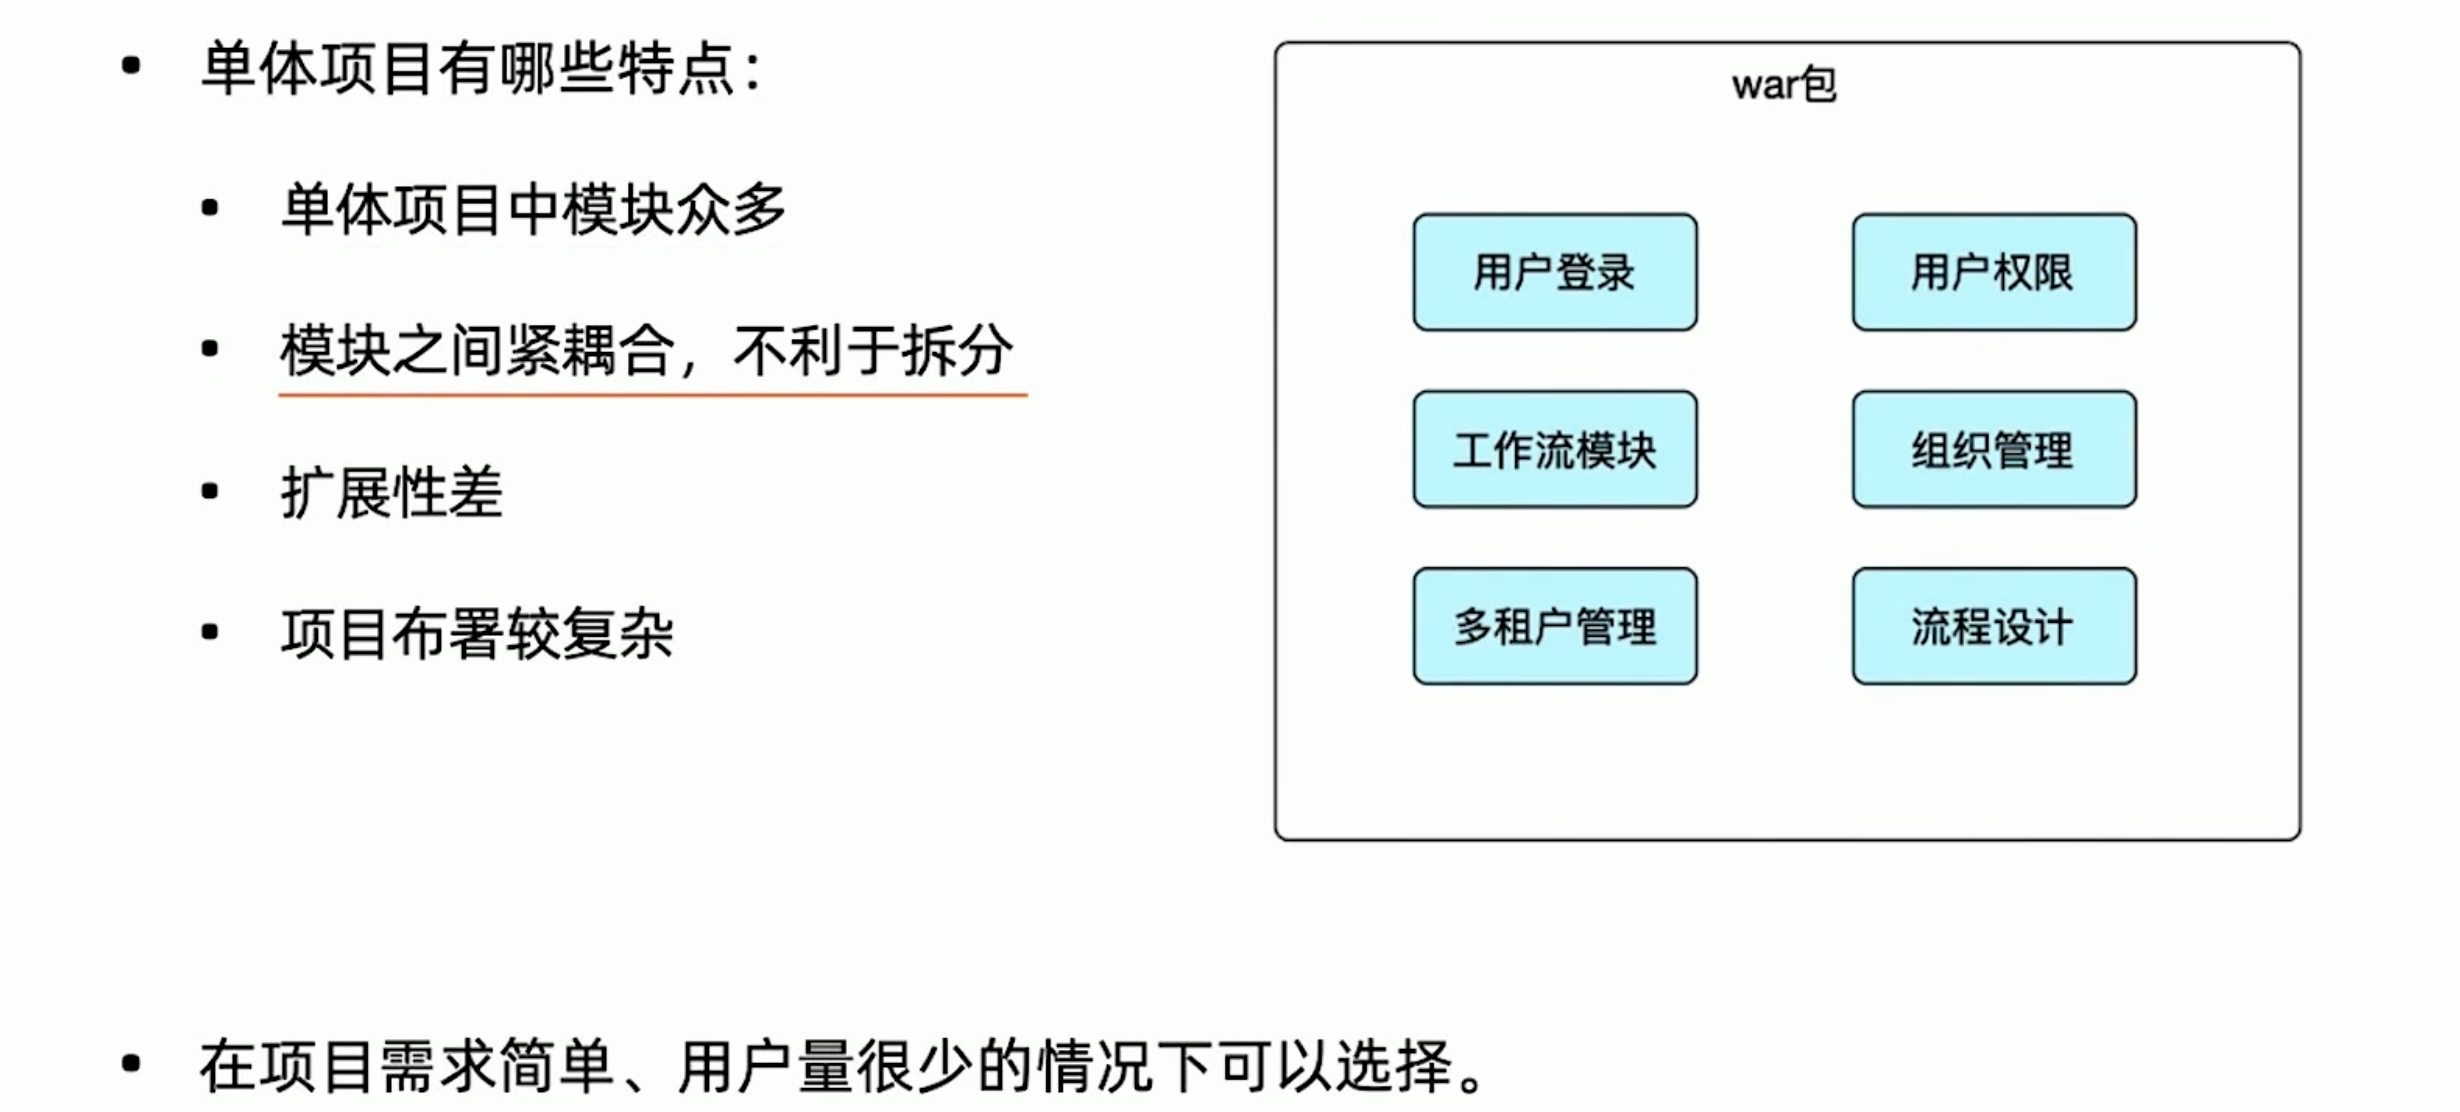 单体项目有哪些特点：
单体项目中模块众多
模块之间紧耦合，不利于拆分
扩展性差
项目布署较复杂
war包
用户登录
用户权限
工作流模块
组织管理
多租户管理
流程设计
在项目需求简单、用户量很少的情况下可以选择。